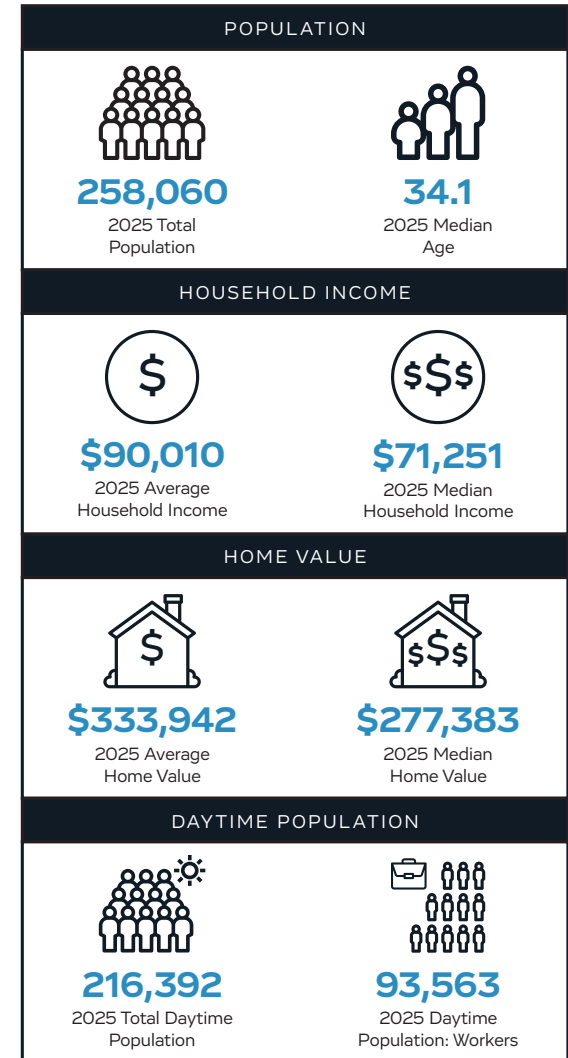 POPULATION
258,060
2025 Total
Population
34.1
2025 Median
Age
HOUSEHOLD INCOME
$
$90,010
2025 Average
Household Income
$$$
$71,251
2025 Median
Household Income
HOME VALUE
$
$333,942
2025 Average
Home Value
$$$
$277,383
2025 Median
Home Value
DAYTIME POPULATION
216,392
2025 Total Daytime
Population
93,563
2025 Daytime
Population: Workers